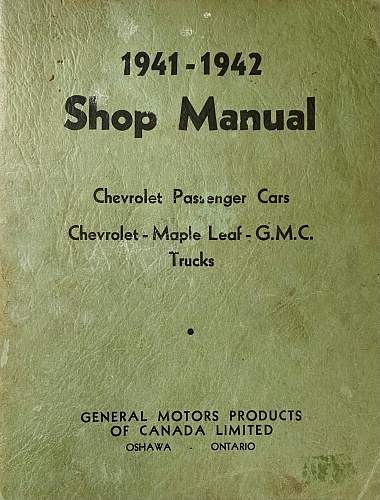 1941-1942
Shop Manual
Chevrolet Passenger Cars
Chevrolet - Maple Leaf - G.M.C.
Trucks
GENERAL MOTORS PRODUCTS
OF CANADA LIMITED
OSHAWA - ONTARIO